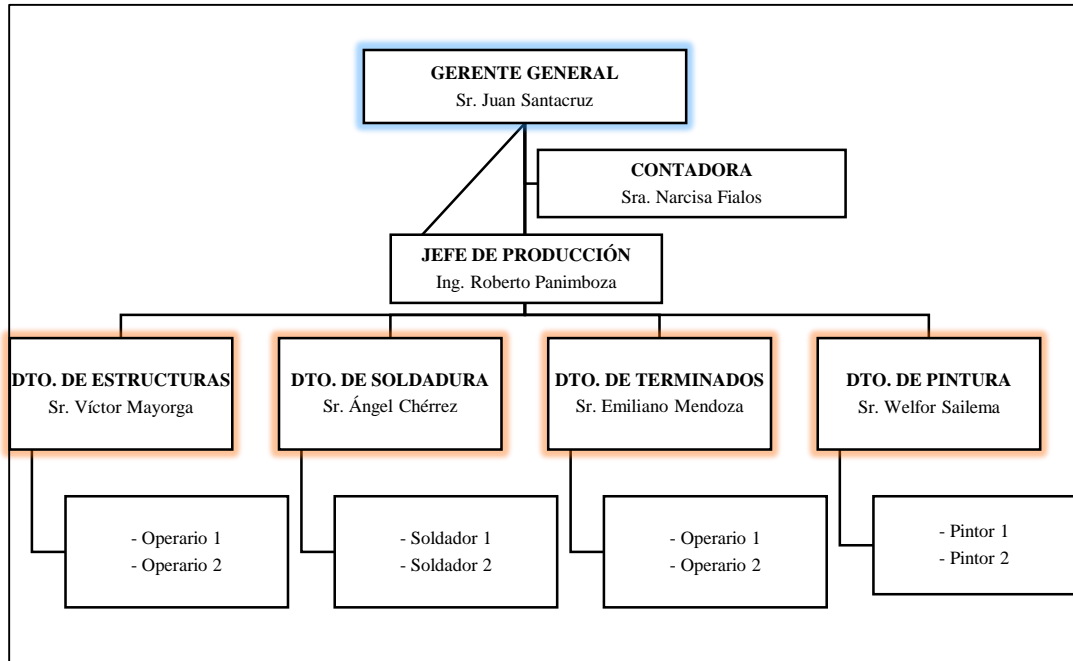 GERENTE GENERAL
Sr. Juan Santacruz
CONTADORA
Sra. Narcisa Fialos
JEFE DE PRODUCCIÓN
Ing. Roberto Panimboza
DTO. DE ESTRUCTURAS
Sr. Víctor Mayorga
DTO. DE SOLDADURA
Sr. Ángel Chérrez
DTO. DE TERMINADOS
Sr. Emiliano Mendoza
DTO. DE PINTURA
Sr. Welfor Sailema
- Operario 1
- Operario 2
- Soldador 1
- Soldador 2
- Operario 1
- Operario 2
- Pintor 1
- Pintor 2